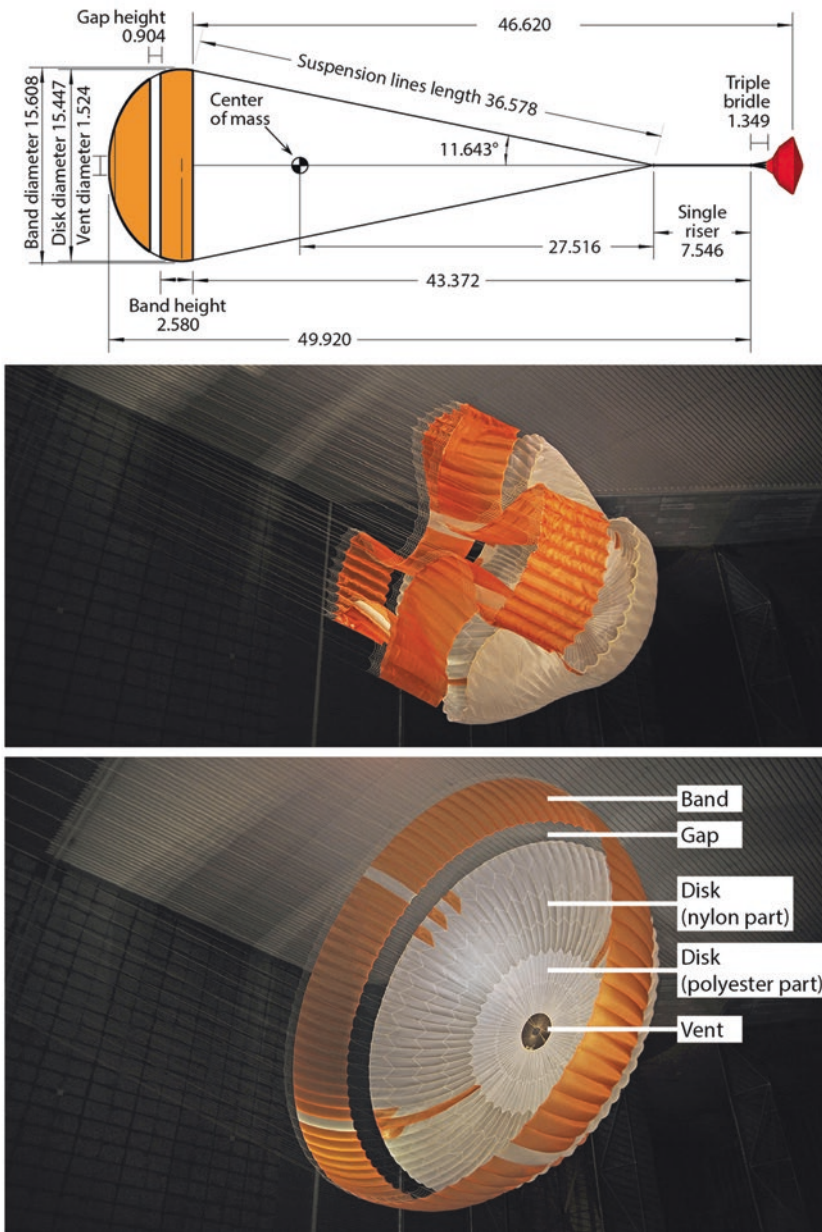 Gap height
0.904
46.620
Suspension lines length 36.578
Triple
bridle
1.349
Center
of mass
Band diameter 15.608
Disk diameter 15.447
Vent diameter 1.524
11.643°
Single
riser
7.546
27.516
43.372
Band height
2.580
49.920
Band
Gap
Disk
(nylon part)
Disk
(polyester part)
Vent